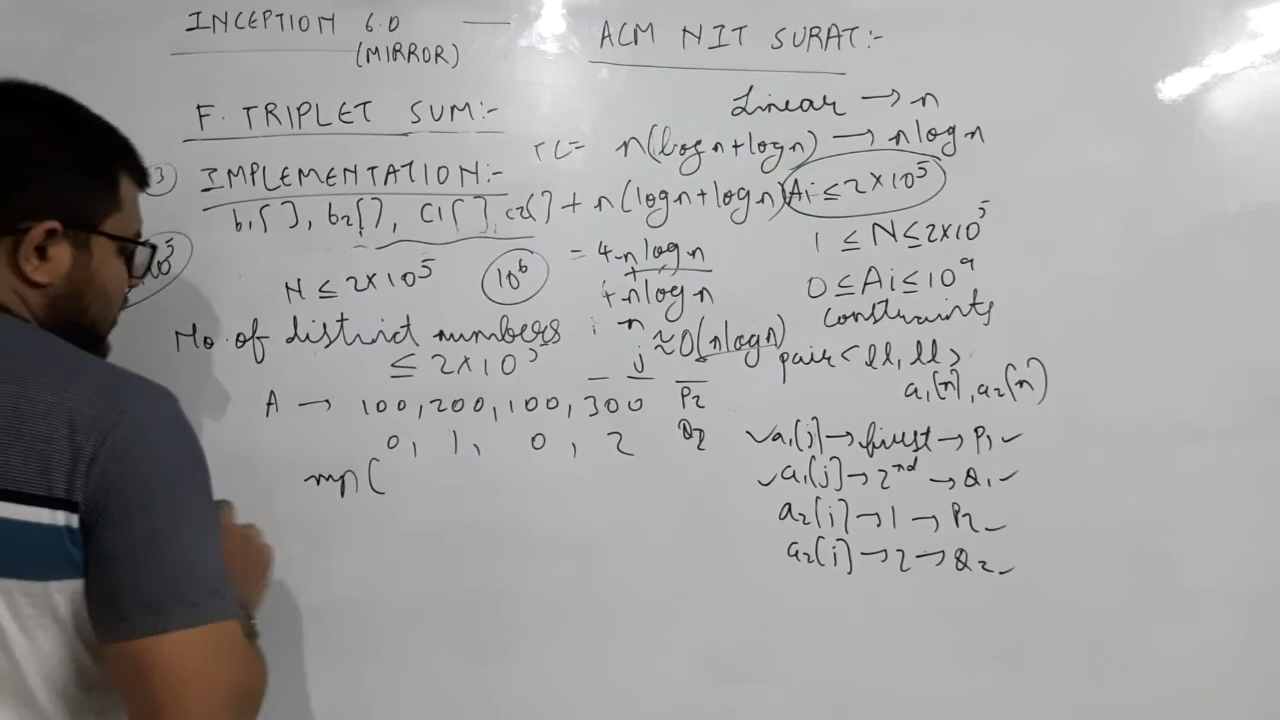 INCEPTION 6.0 — ACM NIT SURAT:-
(MIRROR)
F. TRIPLET SUM:-
Linear → n
TC = n(logn+logn) → nlogn
3 IMPLEMENTATION:-
b1[ ], b2[ ], C1[ ], c2[ ] + n(logn+logn) Ai ≤ 2×10^5
1 ≤ N ≤ 2×10^5
= 4nlogn
+
4nlogn
N ≤ 2×10^5
10^6
0 ≤ Ai ≤ 10^9
constraints
No. of distinct numbers : n
≤ 2×10^5
≈ O(nlogn)
pair<ll, ll>
a1[n], a2[n]
j
A → 100, 200, 100, 300 P2
0, 1, 0, 2 Q2
mp(
✓a1[j] → first → P1 ✓
✓a1[j] → 2nd → Q1 ✓
a2[j] → 1 → P2
a2[j] → 2 → Q2